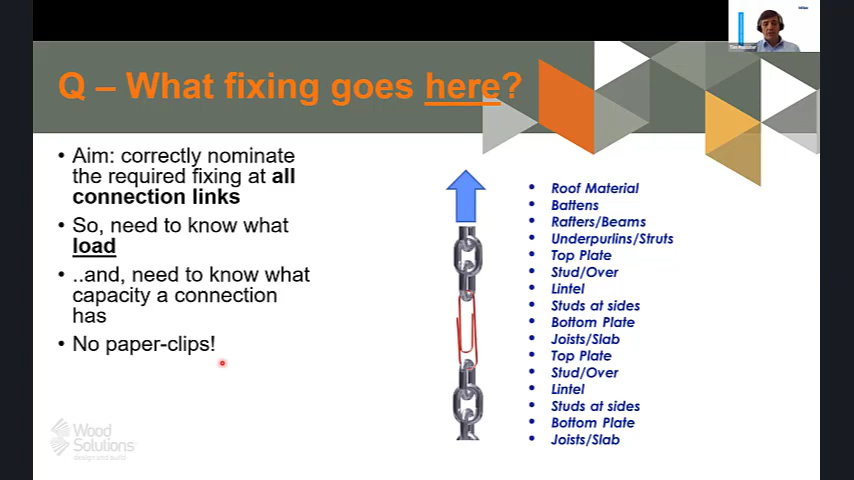 Q – What fixing goes here?
• Aim: correctly nominate
the required fixing at all
connection links
• So, need to know what
load
• ..and, need to know what
capacity a connection
has
• No paper-clips!
• Roof Material
• Battens
• Rafters/Beams
• Underpurlins/Struts
• Top Plate
• Stud/Over
• Lintel
• Studs at sides
• Bottom Plate
• Joists/Slab
• Top Plate
• Stud/Over
• Lintel
• Studs at sides
• Bottom Plate
• Joists/Slab
Wood
Solutions
design and build